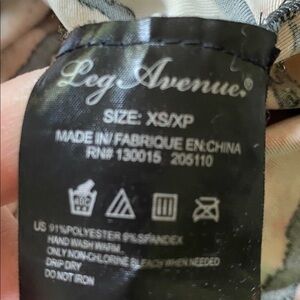 Leg Avenue®
SIZE: XS/XP
MADE IN/ FABRIQUE EN:CHINA
RN# 130015 205110
US 91%POLYESTER 9%SPANDEX
HAND WASH WARM
ONLY NON-CHLORINE BLEACH WHEN NEEDED
DRIP DRY
DO NOT IRON